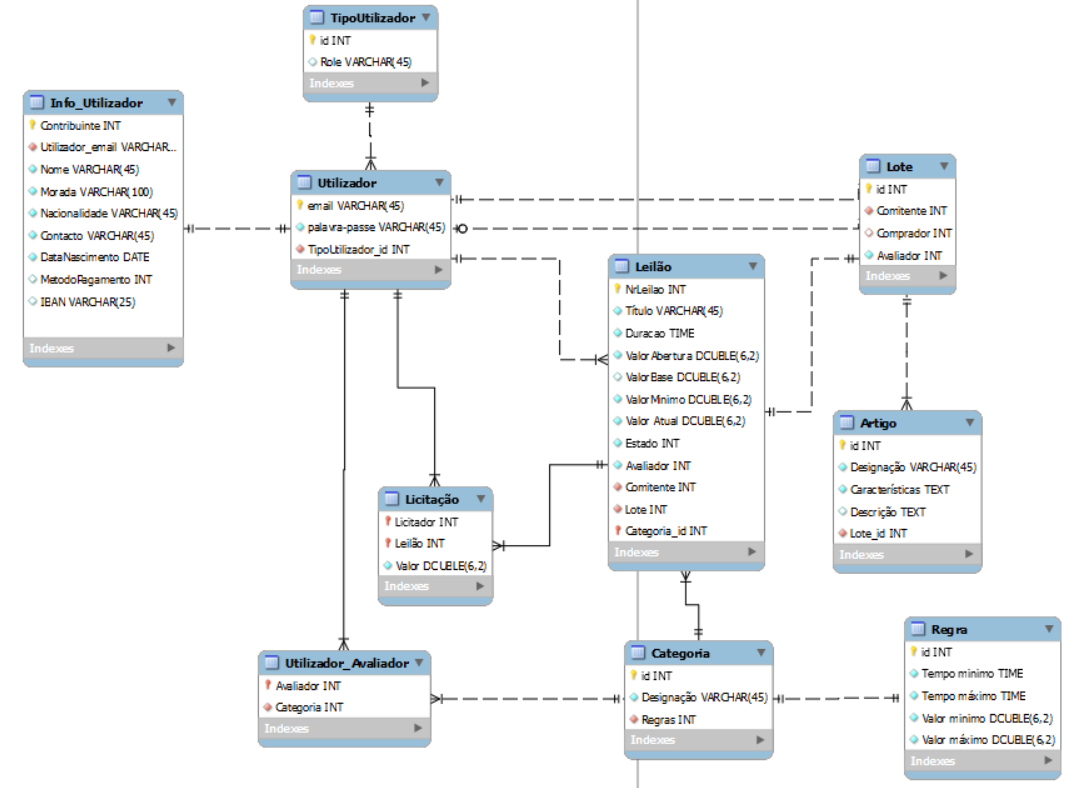 TipoUtilizador
id INT
Role VARCHAR(45)
Indexes
Info_Utilizador
Contribuinte INT
Utilizador_email VARCHAR...
Nome VARCHAR(45)
Morada VARCHAR(100)
Nacionalidade VARCHAR(45)
Contacto VARCHAR(45)
DataNascimento DATE
MetodoPagamento INT
IBAN VARCHAR(25)
Indexes
Utilizador
email VARCHAR(45)
palavra-passe VARCHAR(45)
TipoUtilizador_id INT
Indexes
Lote
id INT
Comitente INT
Comprador INT
Avaliador INT
Indexes
Leilão
NrLeilao INT
Título VARCHAR(45)
Duracao TIME
ValorAbertura DOUBLE(6,2)
ValorBase DOUBLE(6,2)
ValorMinimo DOUBLE(6,2)
Valor Atual DOUBLE(6,2)
Estado INT
Avaliador INT
Comitente INT
Lote INT
Categoria_id INT
Indexes
Artigo
id INT
Designação VARCHAR(45)
Características TEXT
Descrição TEXT
Lote_id INT
Indexes
Licitação
Licitador INT
Leilão INT
Valor DOUBLE(6,2)
Indexes
Utilizador_Avaliador
Avaliador INT
Categoria INT
Indexes
Categoria
id INT
Designação VARCHAR(45)
Regras INT
Indexes
Regra
id INT
Tempo minimo TIME
Tempo máximo TIME
Valor minimo DOUBLE(6,2)
Valor máximo DOUBLE(6,2)
Indexes